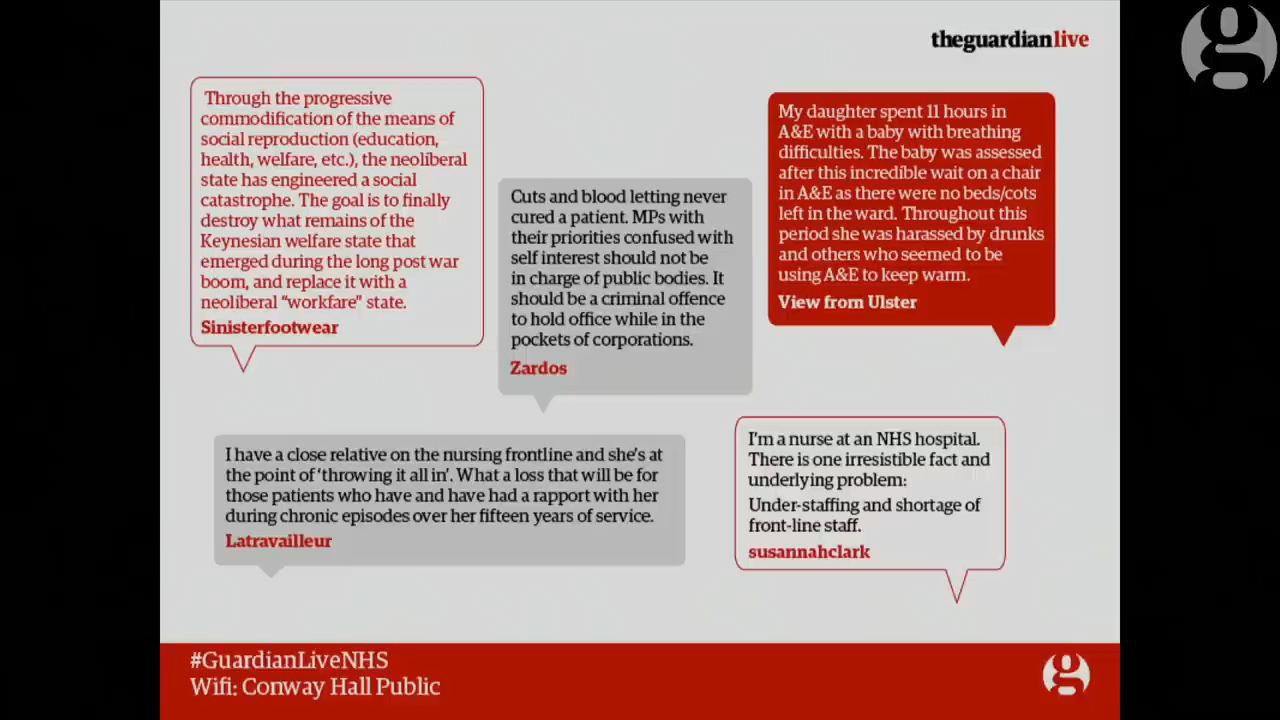 theguardianlive
Through the progressive
commodification of the means of
social reproduction (education,
health, welfare, etc.), the neoliberal
state has engineered a social
catastrophe. The goal is to finally
destroy what remains of the
Keynesian welfare state that
emerged during the long post war
boom, and replace it with a
neoliberal “workfare” state.
Sinisterfootwear
Cuts and blood letting never
cured a patient. MPs with
their priorities confused with
self interest should not be
in charge of public bodies. It
should be a criminal offence
to hold office while in the
pockets of corporations.
Zardos
My daughter spent 11 hours in
A&E with a baby with breathing
difficulties. The baby was assessed
after this incredible wait on a chair
in A&E as there were no beds/cots
left in the ward. Throughout this
period she was harassed by drunks
and others who seemed to be
using A&E to keep warm.
View from Ulster
I have a close relative on the nursing frontline and she’s at
the point of ‘throwing it all in’. What a loss that will be for
those patients who have and have had a rapport with her
during chronic episodes over her fifteen years of service.
Latravailleur
I’m a nurse at an NHS hospital.
There is one irresistible fact and
underlying problem:
Under-staffing and shortage of
front-line staff.
susannahclark
#GuardianLiveNHS
Wifi: Conway Hall Public
g
g